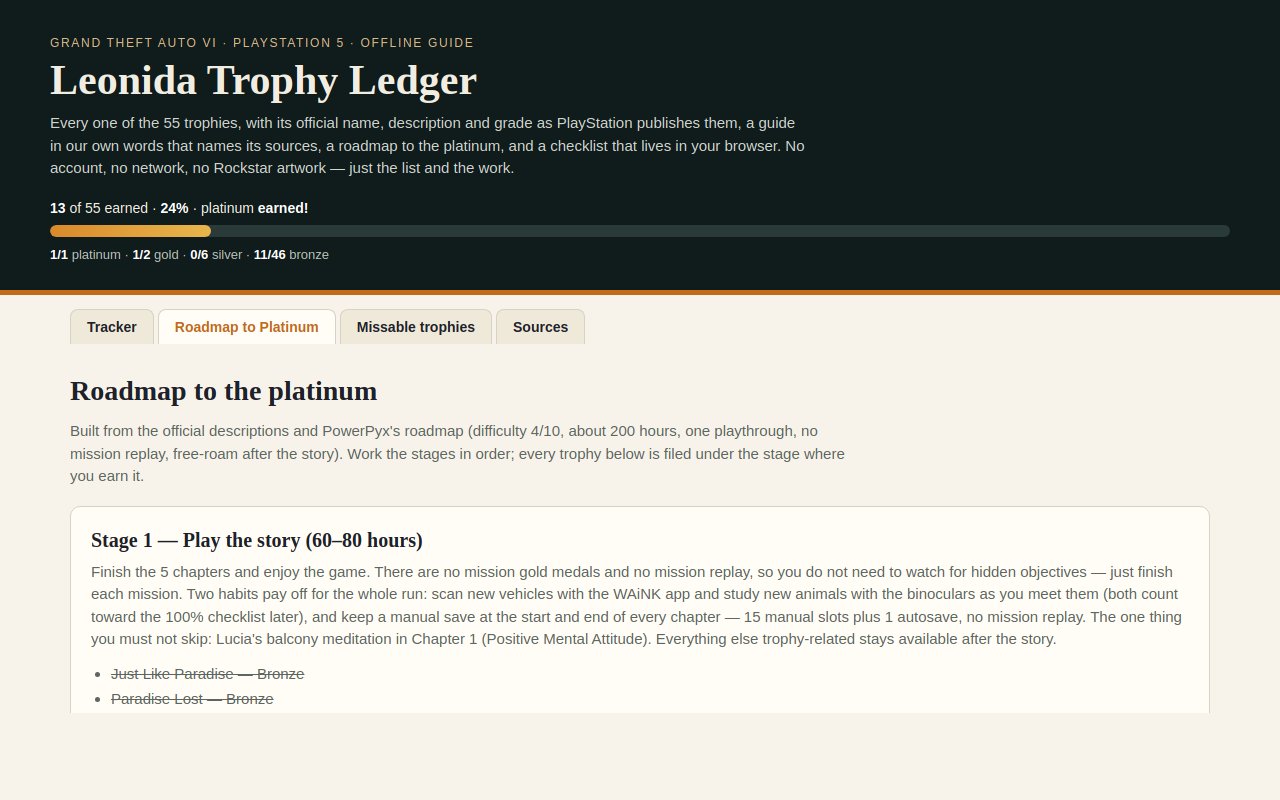 GRAND THEFT AUTO VI · PLAYSTATION 5 · OFFLINE GUIDE
Leonida Trophy Ledger
Every one of the 55 trophies, with its official name, description and grade as PlayStation publishes them, a guide
in our own words that names its sources, a roadmap to the platinum, and a checklist that lives in your browser. No
account, no network, no Rockstar artwork — just the list and the work.
13 of 55 earned · 24% · platinum earned!
1/1 platinum · 1/2 gold · 0/6 silver · 11/46 bronze
Tracker
Roadmap to Platinum
Missable trophies
Sources
Roadmap to the platinum
Built from the official descriptions and PowerPyx's roadmap (difficulty 4/10, about 200 hours, one playthrough, no
mission replay, free-roam after the story). Work the stages in order; every trophy below is filed under the stage where
you earn it.
Stage 1 — Play the story (60–80 hours)
Finish the 5 chapters and enjoy the game. There are no mission gold medals and no mission replay, so you do not need to watch for hidden objectives — just finish
each mission. Two habits pay off for the whole run: scan new vehicles with the WAiNK app and study new animals with the binoculars as you meet them (both count
toward the 100% checklist later), and keep a manual save at the start and end of every chapter — 15 manual slots plus 1 autosave, no mission replay. The one thing
you must not skip: Lucia's balcony meditation in Chapter 1 (Positive Mental Attitude). Everything else trophy-related stays available after the story.
Just Like Paradise — Bronze
Paradise Lost — Bronze